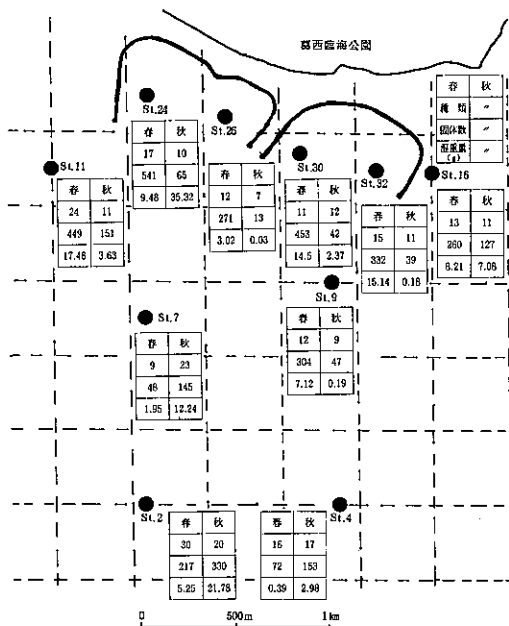 葛西臨海公園
春 秋
種類 〃
個体数 〃
湿重量(g) 〃
St.24
春 秋
17 10
541 65
9.48 35.32
St.26
春 秋
12 7
271 13
3.02 0.03
St.30
春 秋
11 12
453 42
14.5 2.37
St.32
春 秋
15 11
332 39
15.14 0.18
St.16
春 秋
13 11
260 127
8.21 7.08
St.11
春 秋
24 11
449 151
17.46 3.63
St.9
春 秋
12 9
304 47
7.12 0.19
St.7
春 秋
9 23
48 145
1.95 12.24
St.2
春 秋
30 20
217 330
5.25 21.78
St.4
春 秋
16 17
72 153
0.39 2.98
0 500m 1km